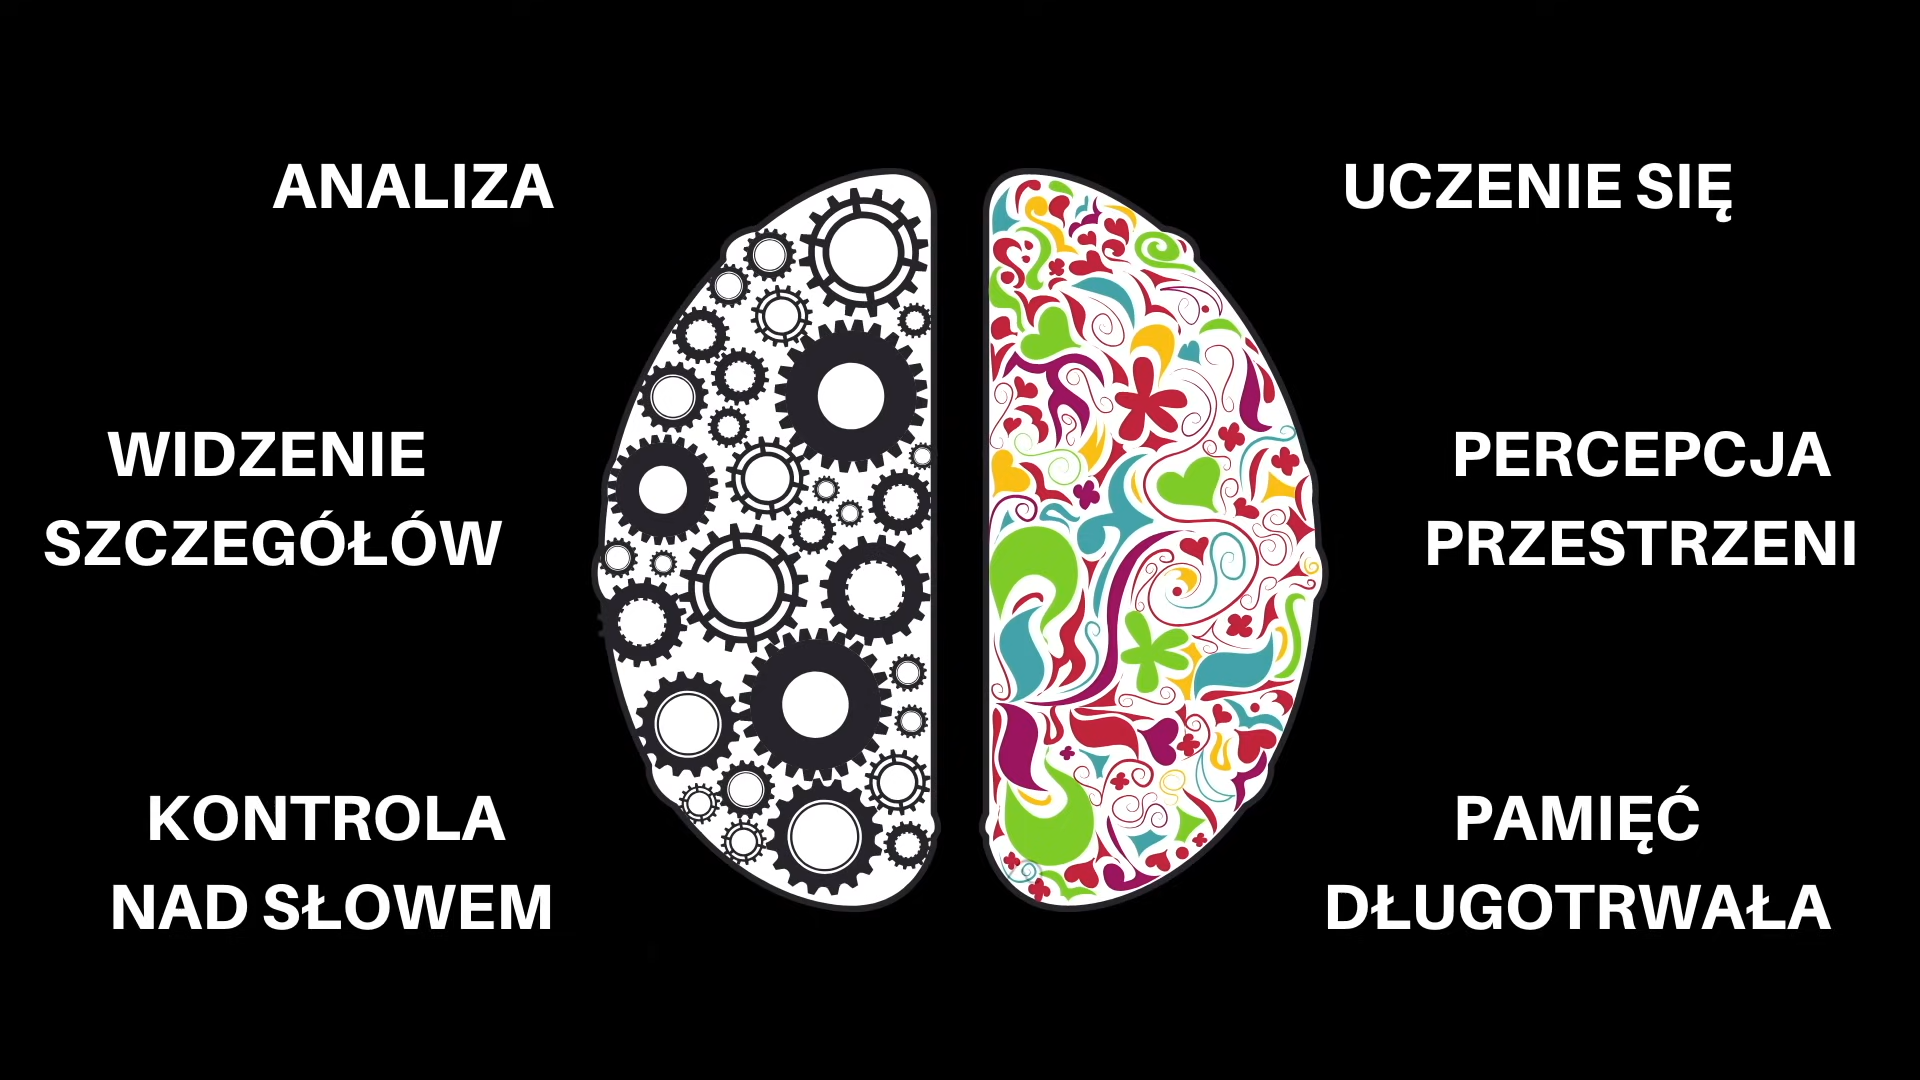 ANALIZA
WIDZENIE
SZCZEGÓŁÓW
KONTROLA
NAD SŁOWEM
UCZENIE SIĘ
PERCEPCJA
PRZESTRZENI
PAMIĘĆ
DŁUGOTRWAŁA